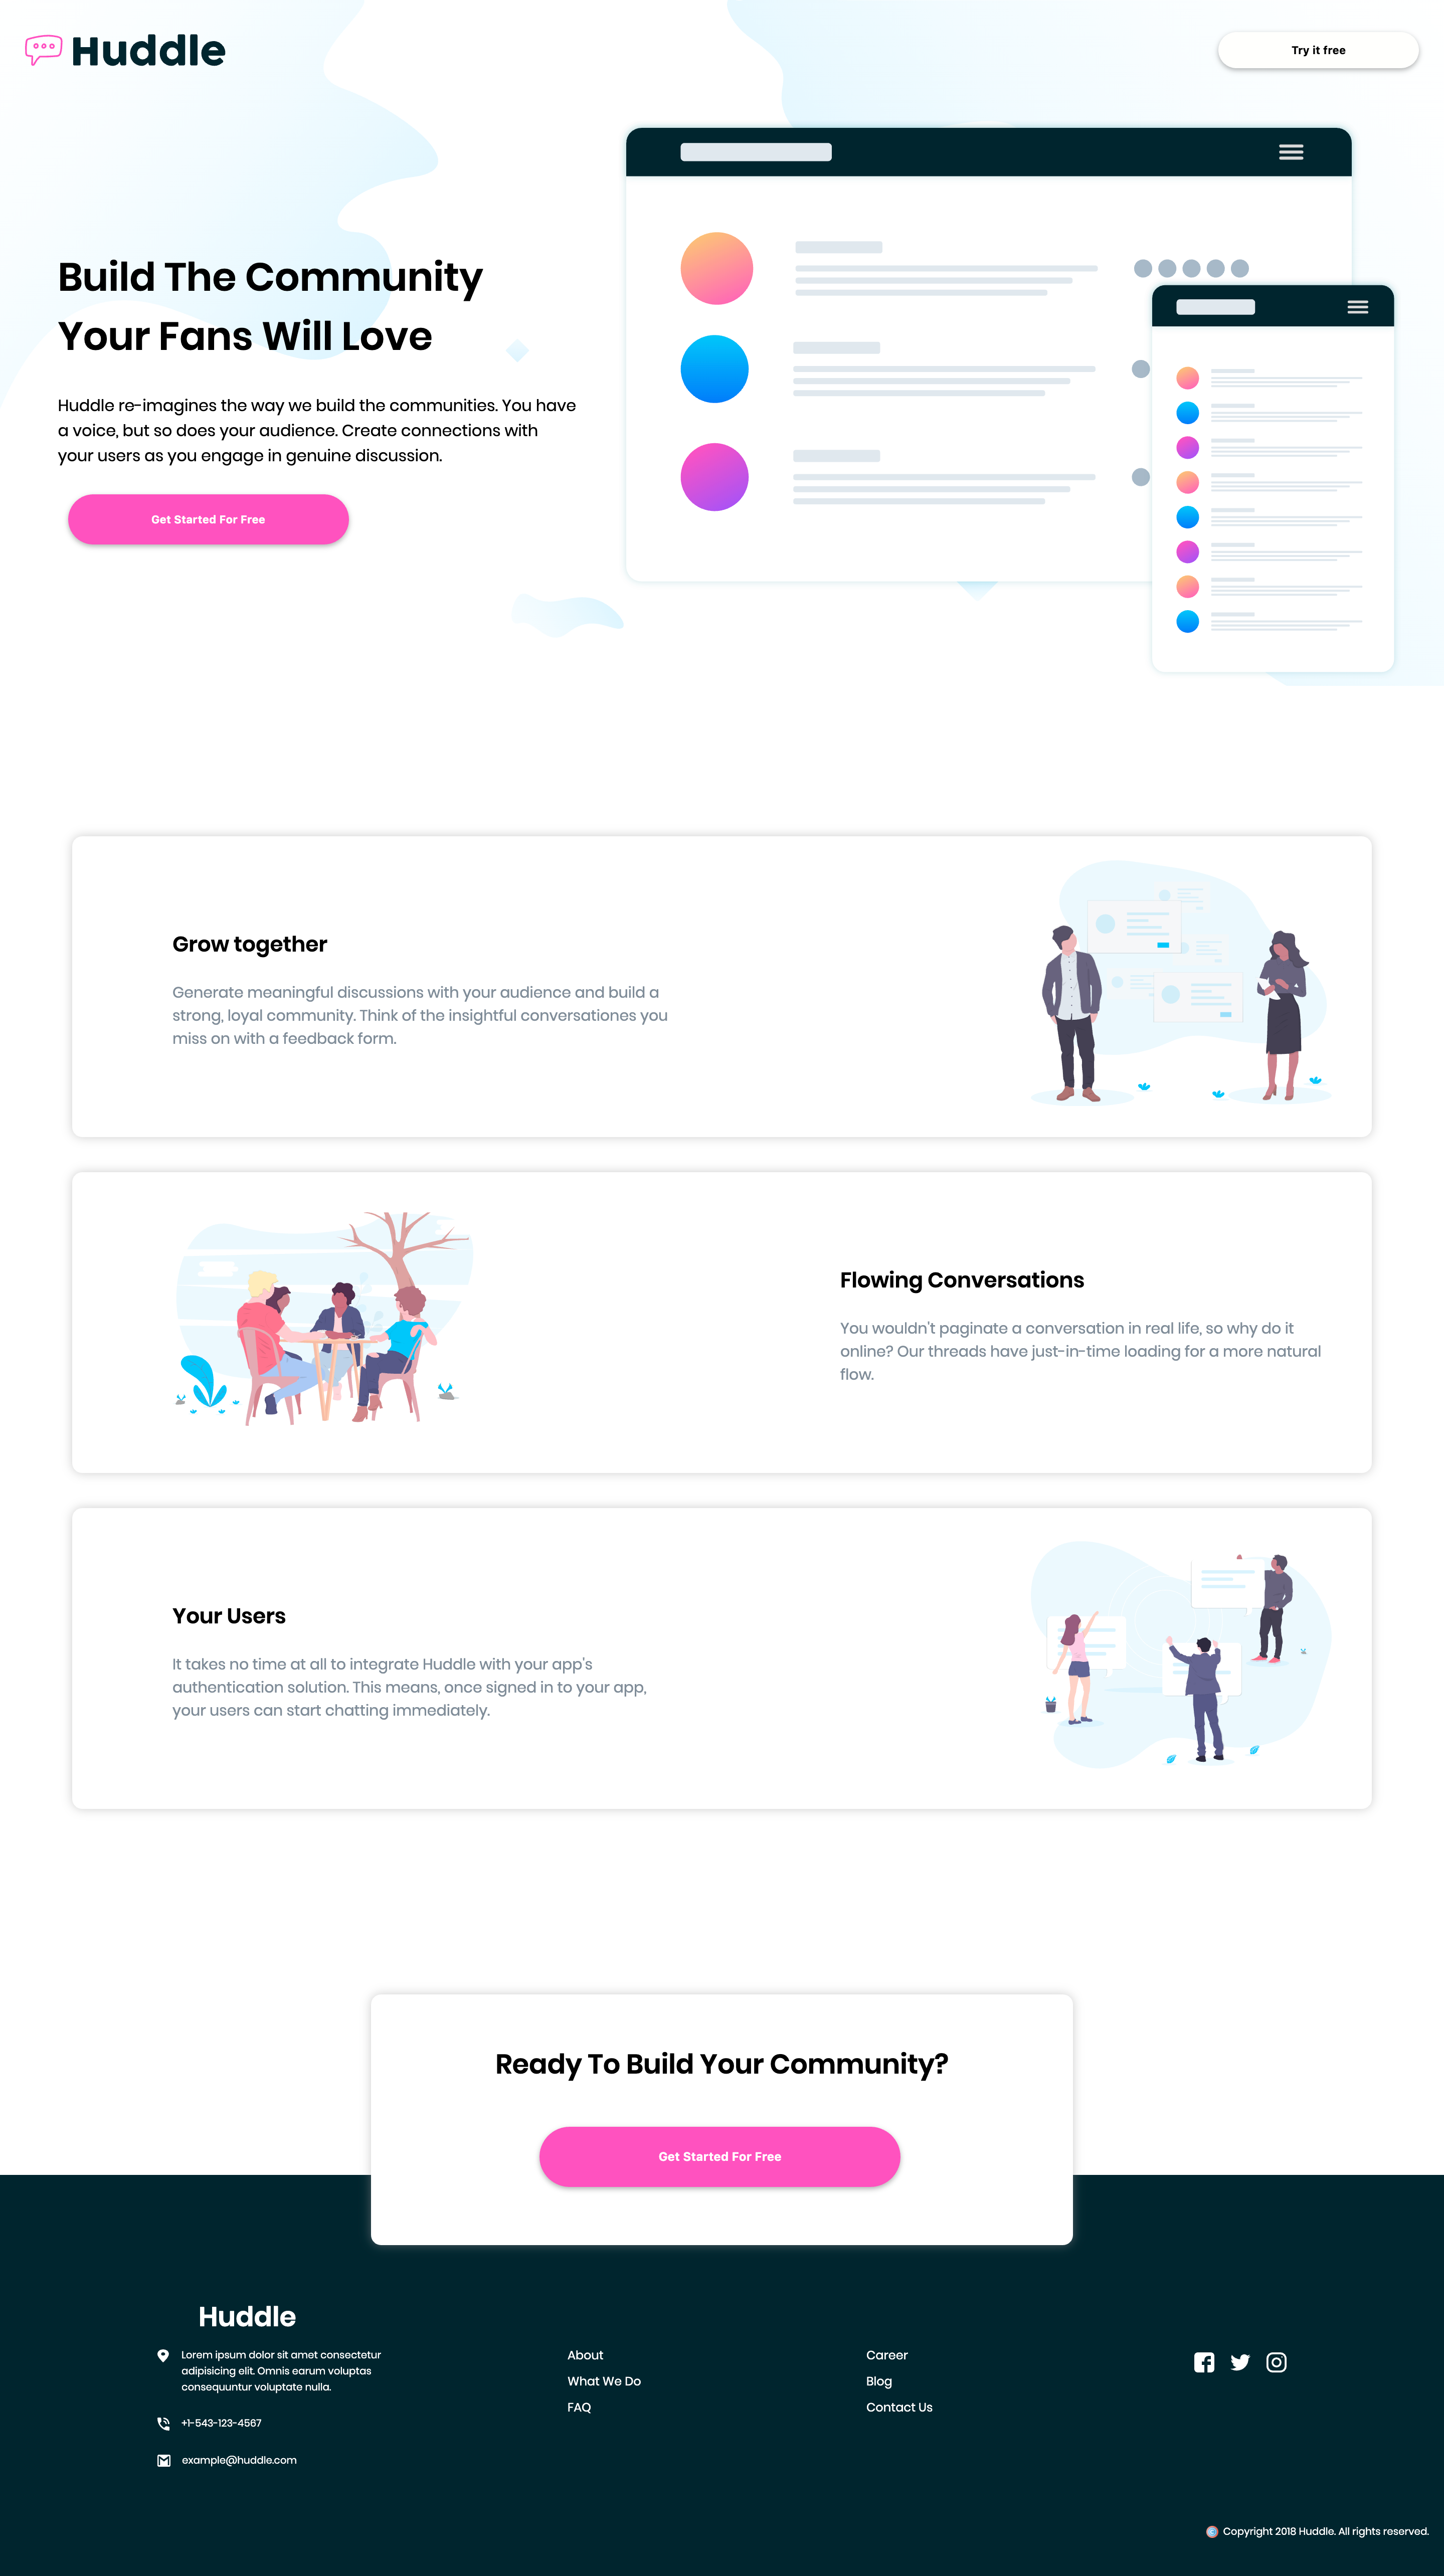 Huddle
Try it free
Build The Community
Your Fans Will Love
Huddle re-imagines the way we build the communities. You have
a voice, but so does your audience. Create connections with
your users as you engage in genuine discussion.
Get Started For Free
Grow together
Generate meaningful discussions with your audience and build a
strong, loyal community. Think of the insightful conversationes you
miss on with a feedback form.
Flowing Conversations
You wouldn't paginate a conversation in real life, so why do it
online? Our threads have just-in-time loading for a more natural
flow.
Your Users
It takes no time at all to integrate Huddle with your app's
authentication solution. This means, once signed in to your app,
your users can start chatting immediately.
Ready To Build Your Community?
Get Started For Free
Huddle
Lorem ipsum dolor sit amet consectetur
adipisicing elit. Omnis earum voluptas
consequuntur voluptate nulla.
+1-543-123-4567
example@huddle.com
About
What We Do
FAQ
Career
Blog
Contact Us
Copyright 2018 Huddle. All rights reserved.